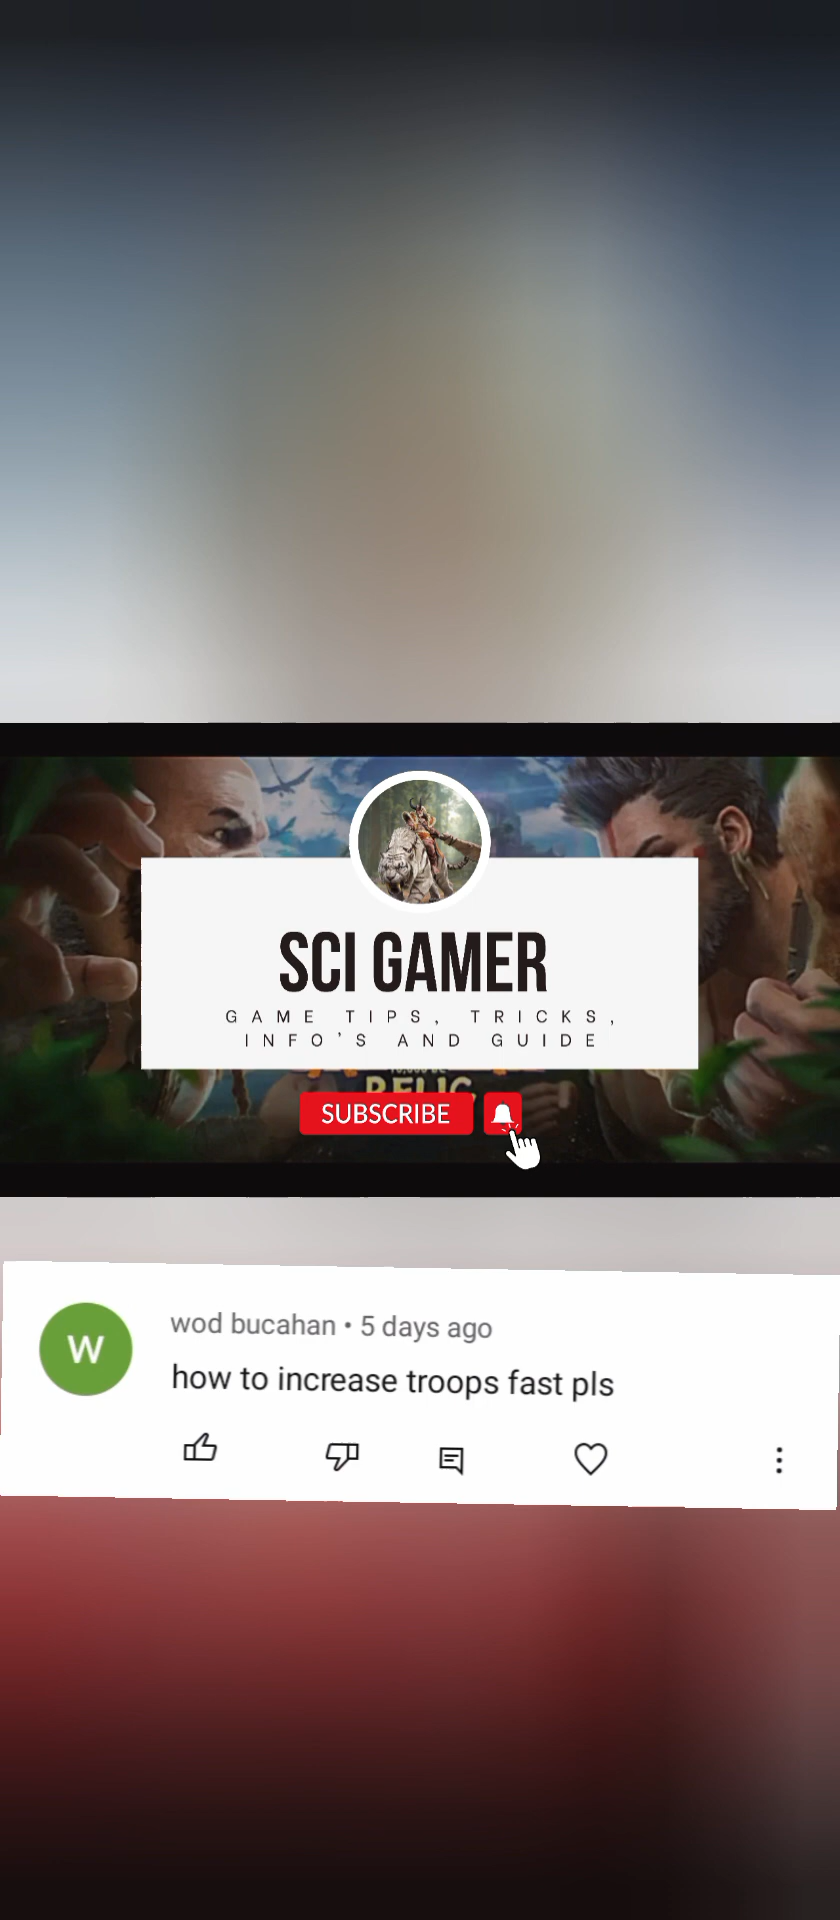 SCI GAMER
GAME TIPS, TRICKS,
INFO'S AND GUIDE
RELIC
SUBSCRIBE
W
wod bucahan • 5 days ago
how to increase troops fast pls